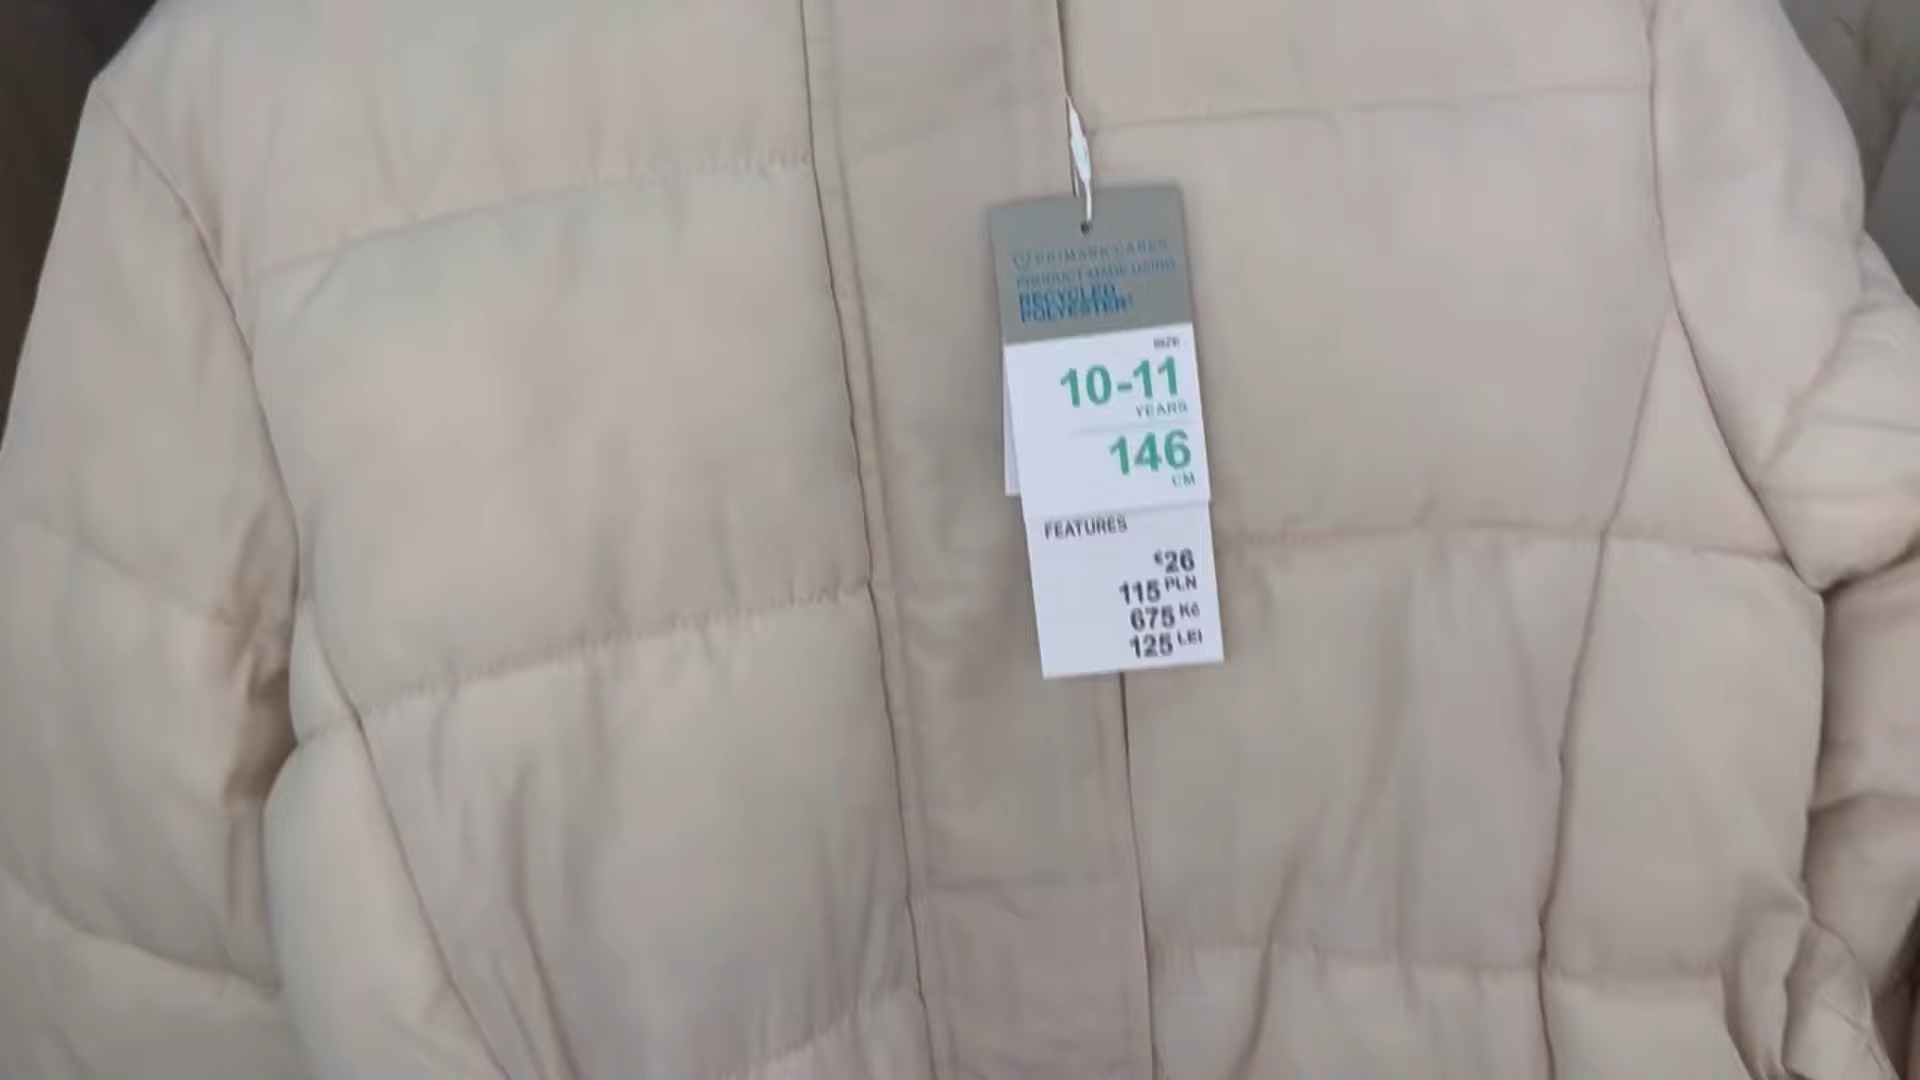 PRIMARK CARES
PRODUCT MADE USING
RECYCLED
POLYESTER
SIZE
10-11
YEARS
146
CM
FEATURES
€26
115 PLN
675 Kč
125 LEI